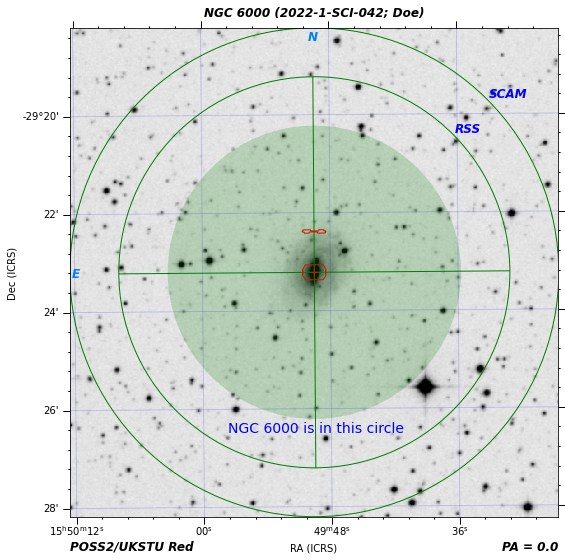 NGC 6000 (2022-1-SCI-042; Doe)
N
SCAM
-29°20'
RSS
22'
Dec (ICRS)
E
24'
26'
NGC 6000 is in this circle
28'
15ʰ50ᵐ12ˢ 00ˢ 49ᵐ48ˢ 36ˢ
POSS2/UKSTU Red RA (ICRS) PA = 0.0